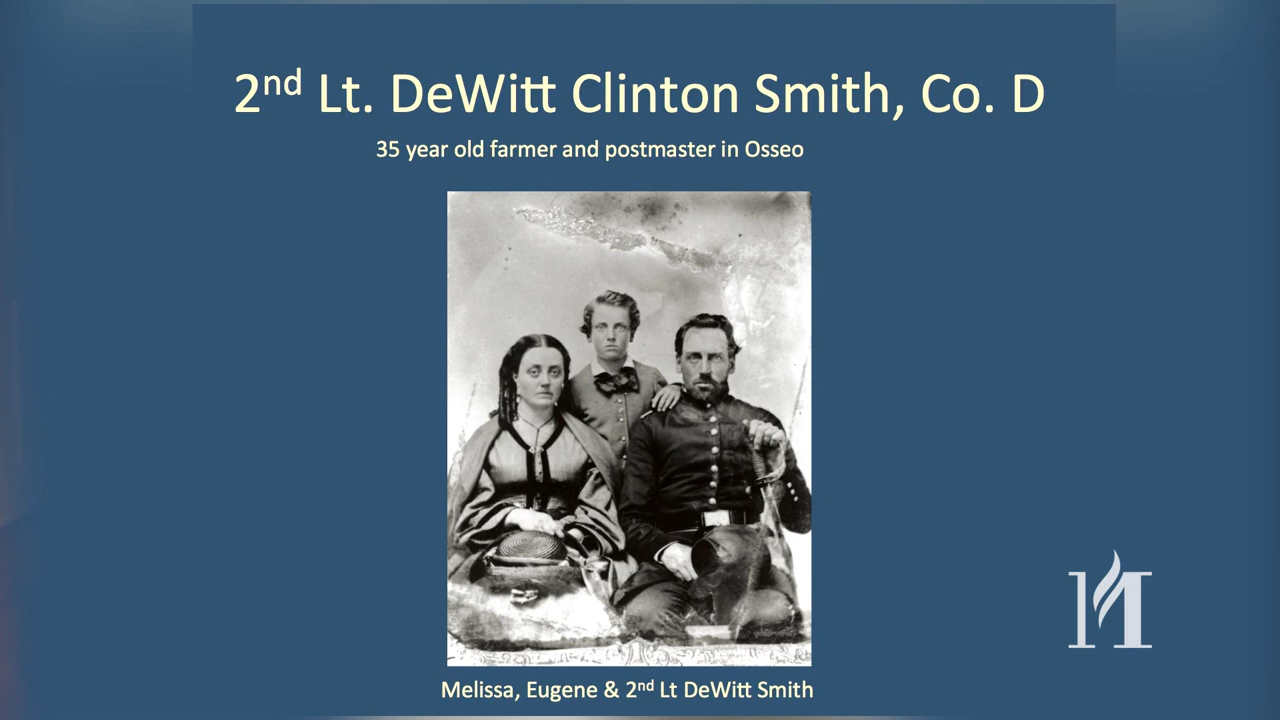 2nd Lt. DeWitt Clinton Smith, Co. D
35 year old farmer and postmaster in Osseo
Melissa, Eugene & 2nd Lt DeWitt Smith